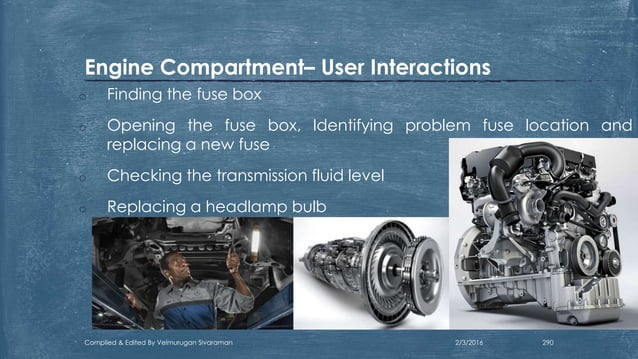 Engine Compartment– User Interactions
o Finding the fuse box
o Opening the fuse box, Identifying problem fuse location and
replacing a new fuse
o Checking the transmission fluid level
o Replacing a headlamp bulb
Complied & Edited By Velmurugan Sivaraman 2/3/2016 290